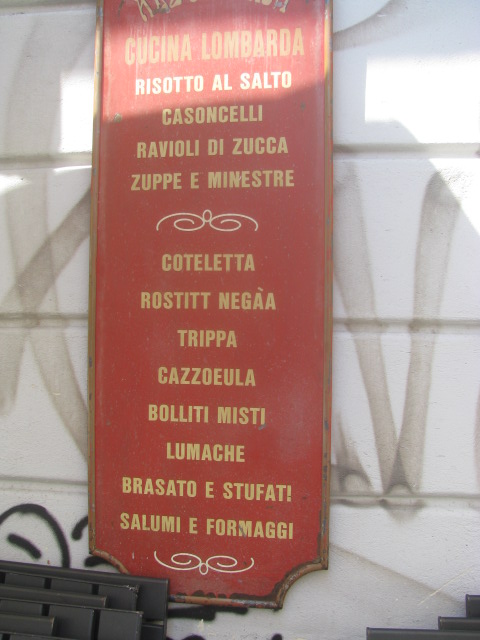 CUCINA LOMBARDA
RISOTTO AL SALTO
CASONCELLI
RAVIOLI DI ZUCCA
ZUPPE E MINESTRE
COTELETTA
ROSTITT NEGÀA
TRIPPA
CAZZOEULA
BOLLITI MISTI
LUMACHE
BRASATO E STUFATI
SALUMI E FORMAGGI